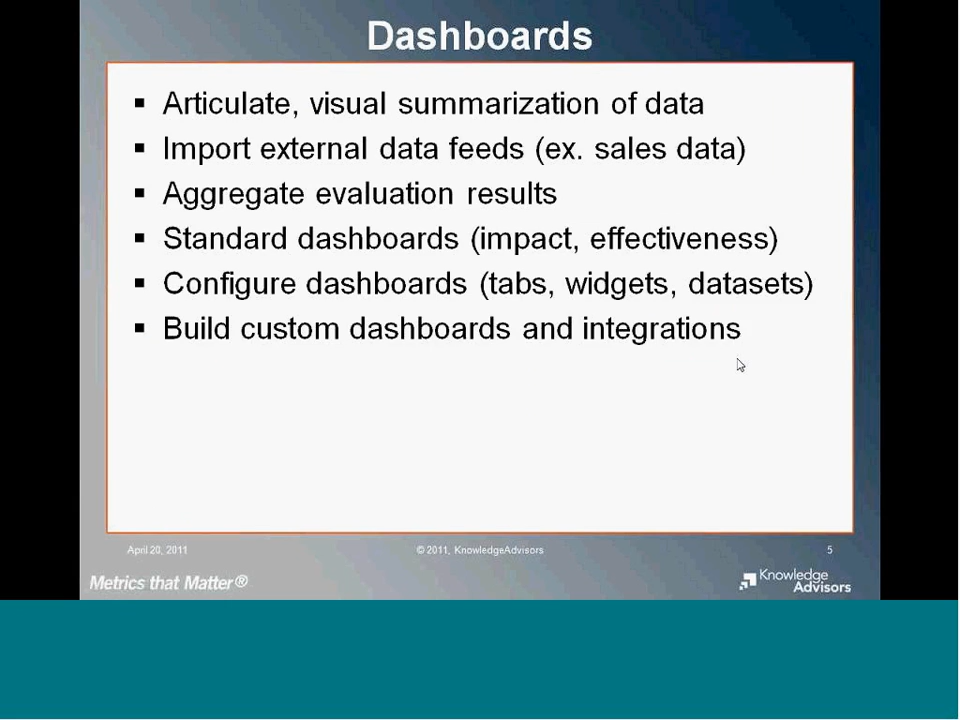 Dashboards
▪ Articulate, visual summarization of data
▪ Import external data feeds (ex. sales data)
▪ Aggregate evaluation results
▪ Standard dashboards (impact, effectiveness)
▪ Configure dashboards (tabs, widgets, datasets)
▪ Build custom dashboards and integrations
April 20, 2011
© 2011, KnowledgeAdvisors
5
Metrics that Matter®
Knowledge
Advisors